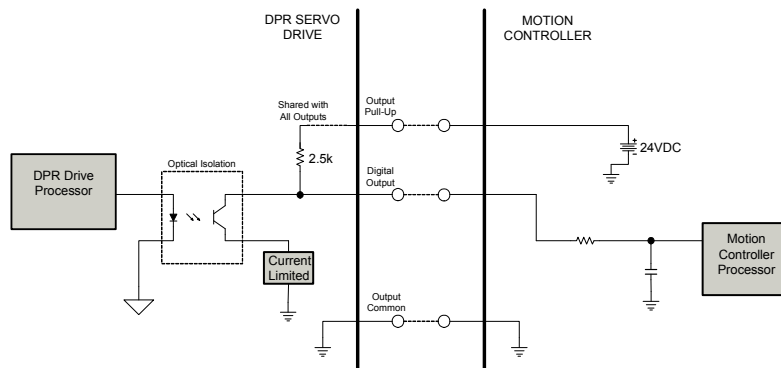 DPR SERVO
DRIVE
MOTION
CONTROLLER
Shared with
All Outputs
Output
Pull-Up
+
-
24VDC
2.5k
Optical Isolation
Digital
Output
DPR Drive
Processor
Current
Limited
Motion
Controller
Processor
Output
Common